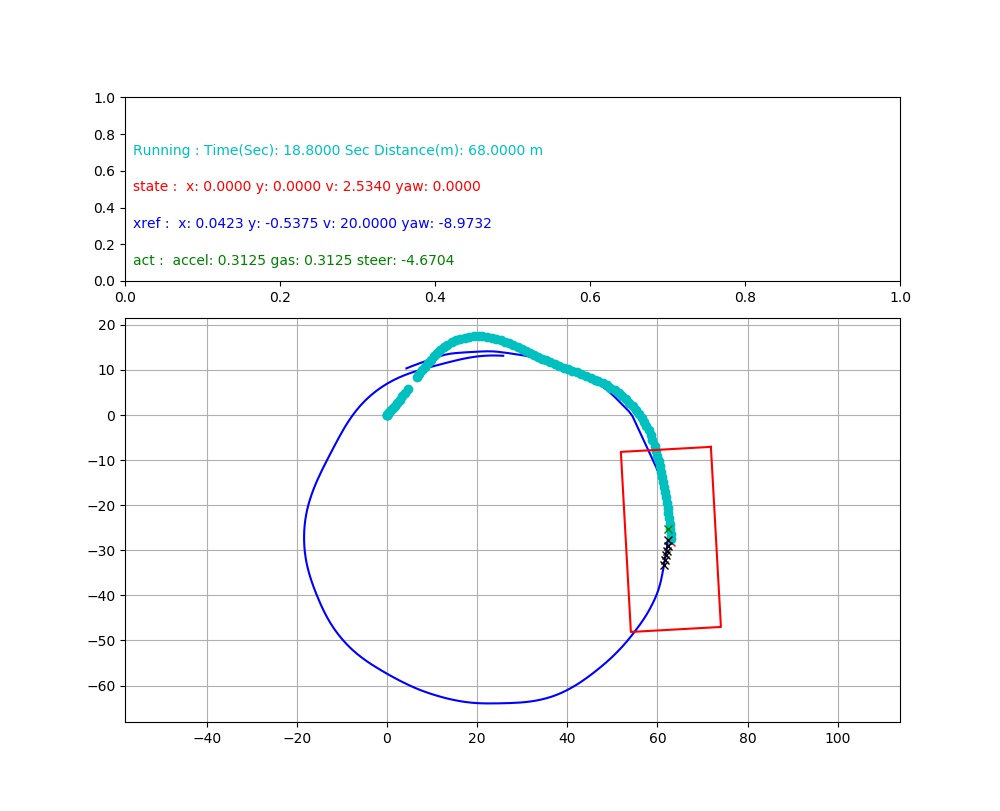 1.0
0.8
Running : Time(Sec): 18.8000 Sec Distance(m): 68.0000 m
0.6
state :  x: 0.0000 y: 0.0000 v: 2.5340 yaw: 0.0000
0.4
xref :  x: 0.0423 y: -0.5375 v: 20.0000 yaw: -8.9732
0.2
act :  accel: 0.3125 gas: 0.3125 steer: -4.6704
0.0
0.0 0.2 0.4 0.6 0.8 1.0
20
10
0
−10
−20
−30
−40
−50
−60
−40 −20 0 20 40 60 80 100